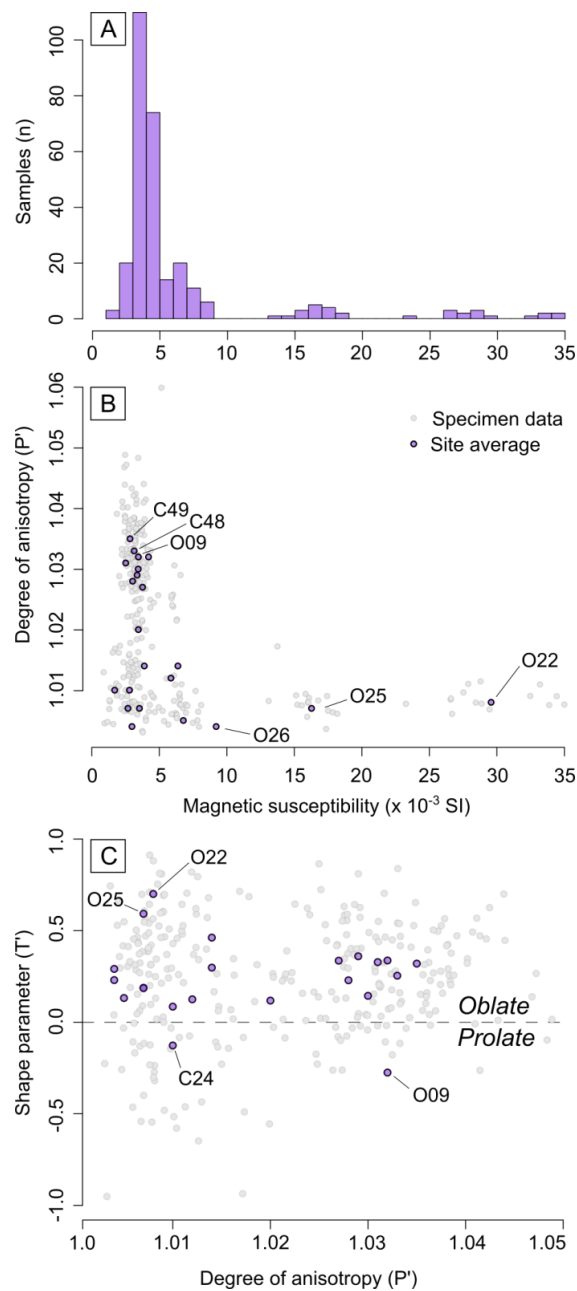 A
100
80
60
40
20
0
Samples (n)
0 5 10 15 20 25 30 35
B
Specimen data
Site average
1.06
1.05
1.04
1.03
1.02
1.01
Degree of anisotropy (P')
C49
C48
O09
O22
O25
O26
0 5 10 15 20 25 30 35
Magnetic susceptibility (x 10⁻³ SI)
C
1.0
0.5
0.0
-0.5
-1.0
Shape parameter (T')
O22
O25
Oblate
Prolate
C24
O09
1.0 1.01 1.02 1.03 1.04 1.05
Degree of anisotropy (P')